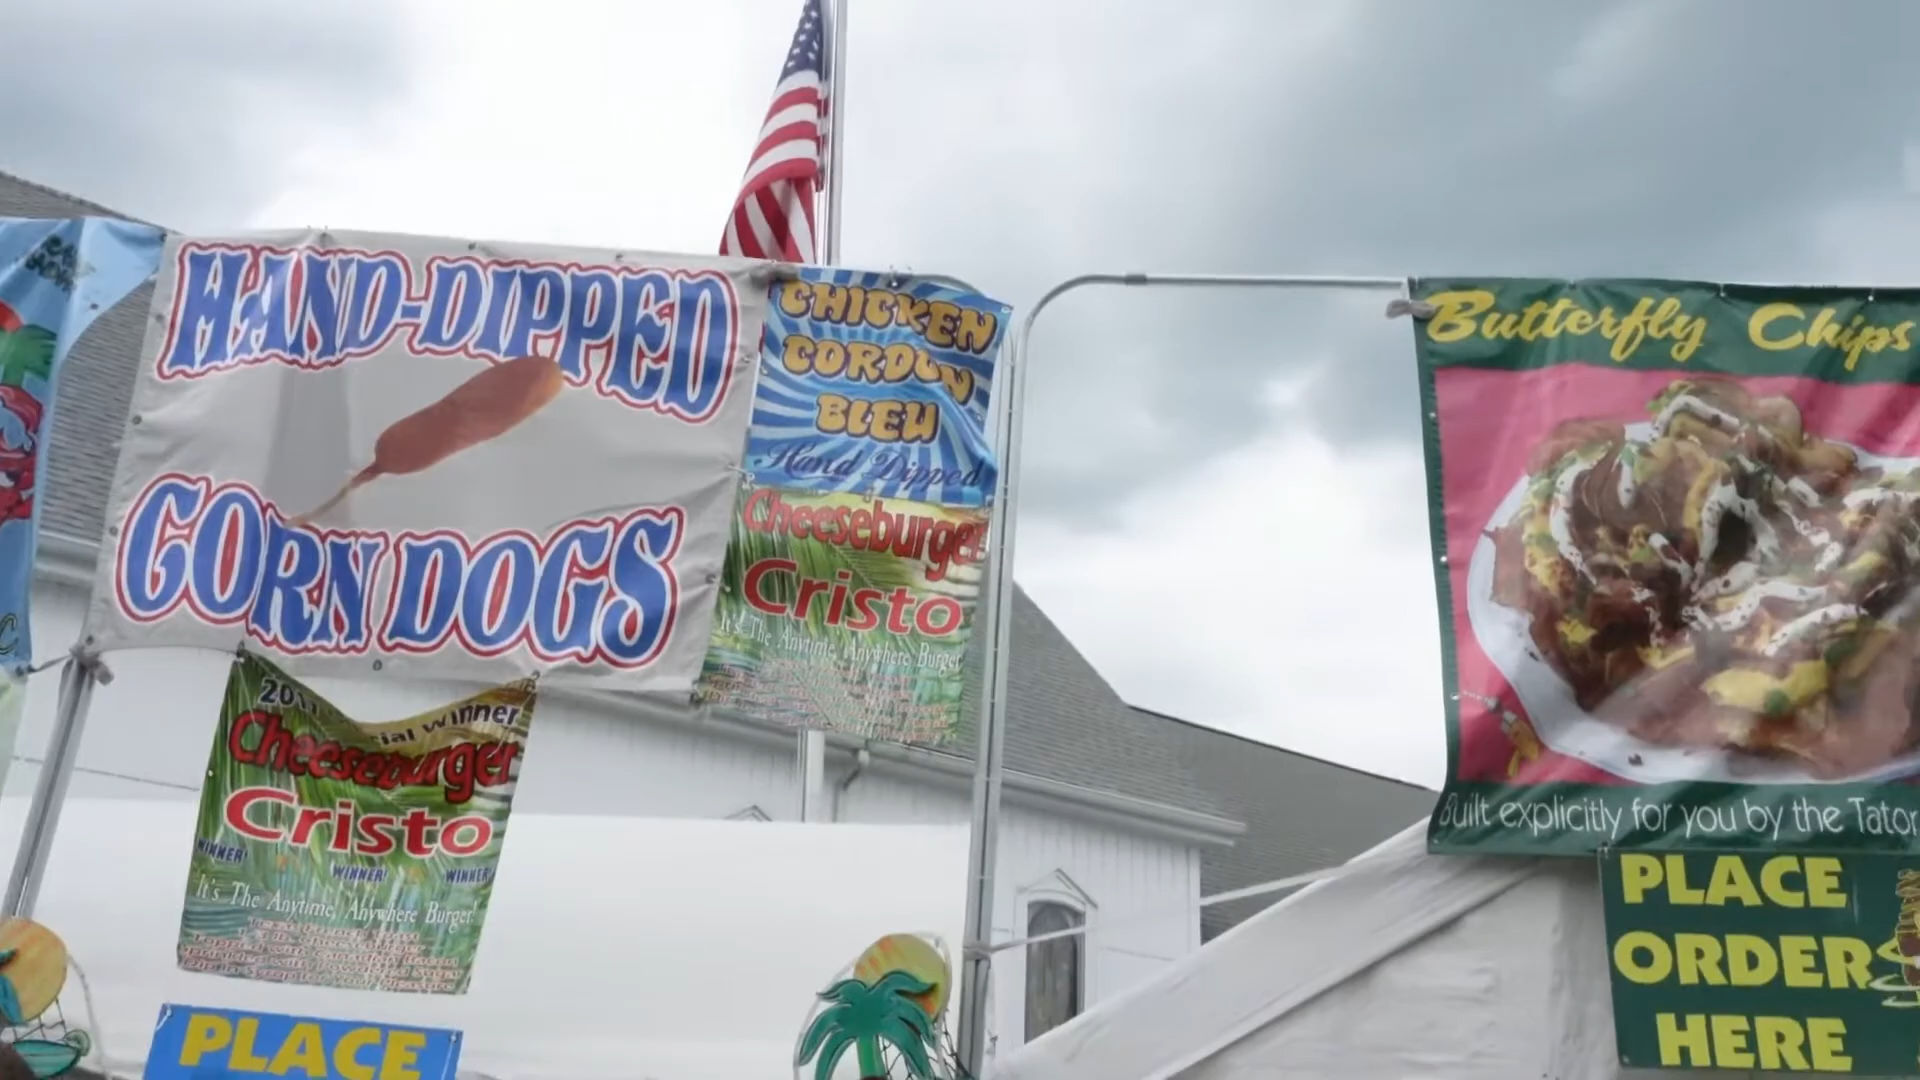 HAND-DIPPED
CORN DOGS
CHICKEN
CORDON
BLEU
Hand Dipped
Cheeseburger
Cristo
It's The Anytime Anywhere Burger
winner
Cheeseburger
Cristo
WINNER!
WINNER!
WINNER!
It's The Anytime, Anywhere Burger!
PLACE
Butterfly Chips
Built explicitly for you by the Tator
PLACE
ORDER
HERE